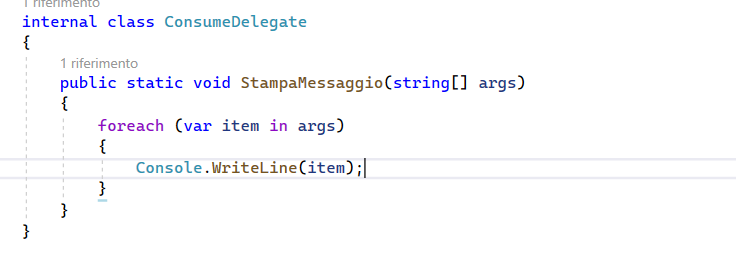 1 riferimento
internal class ConsumeDelegate
{
1 riferimento
public static void StampaMessaggio(string[] args)
{
foreach (var item in args)
{
Console.WriteLine(item);
}
}
}